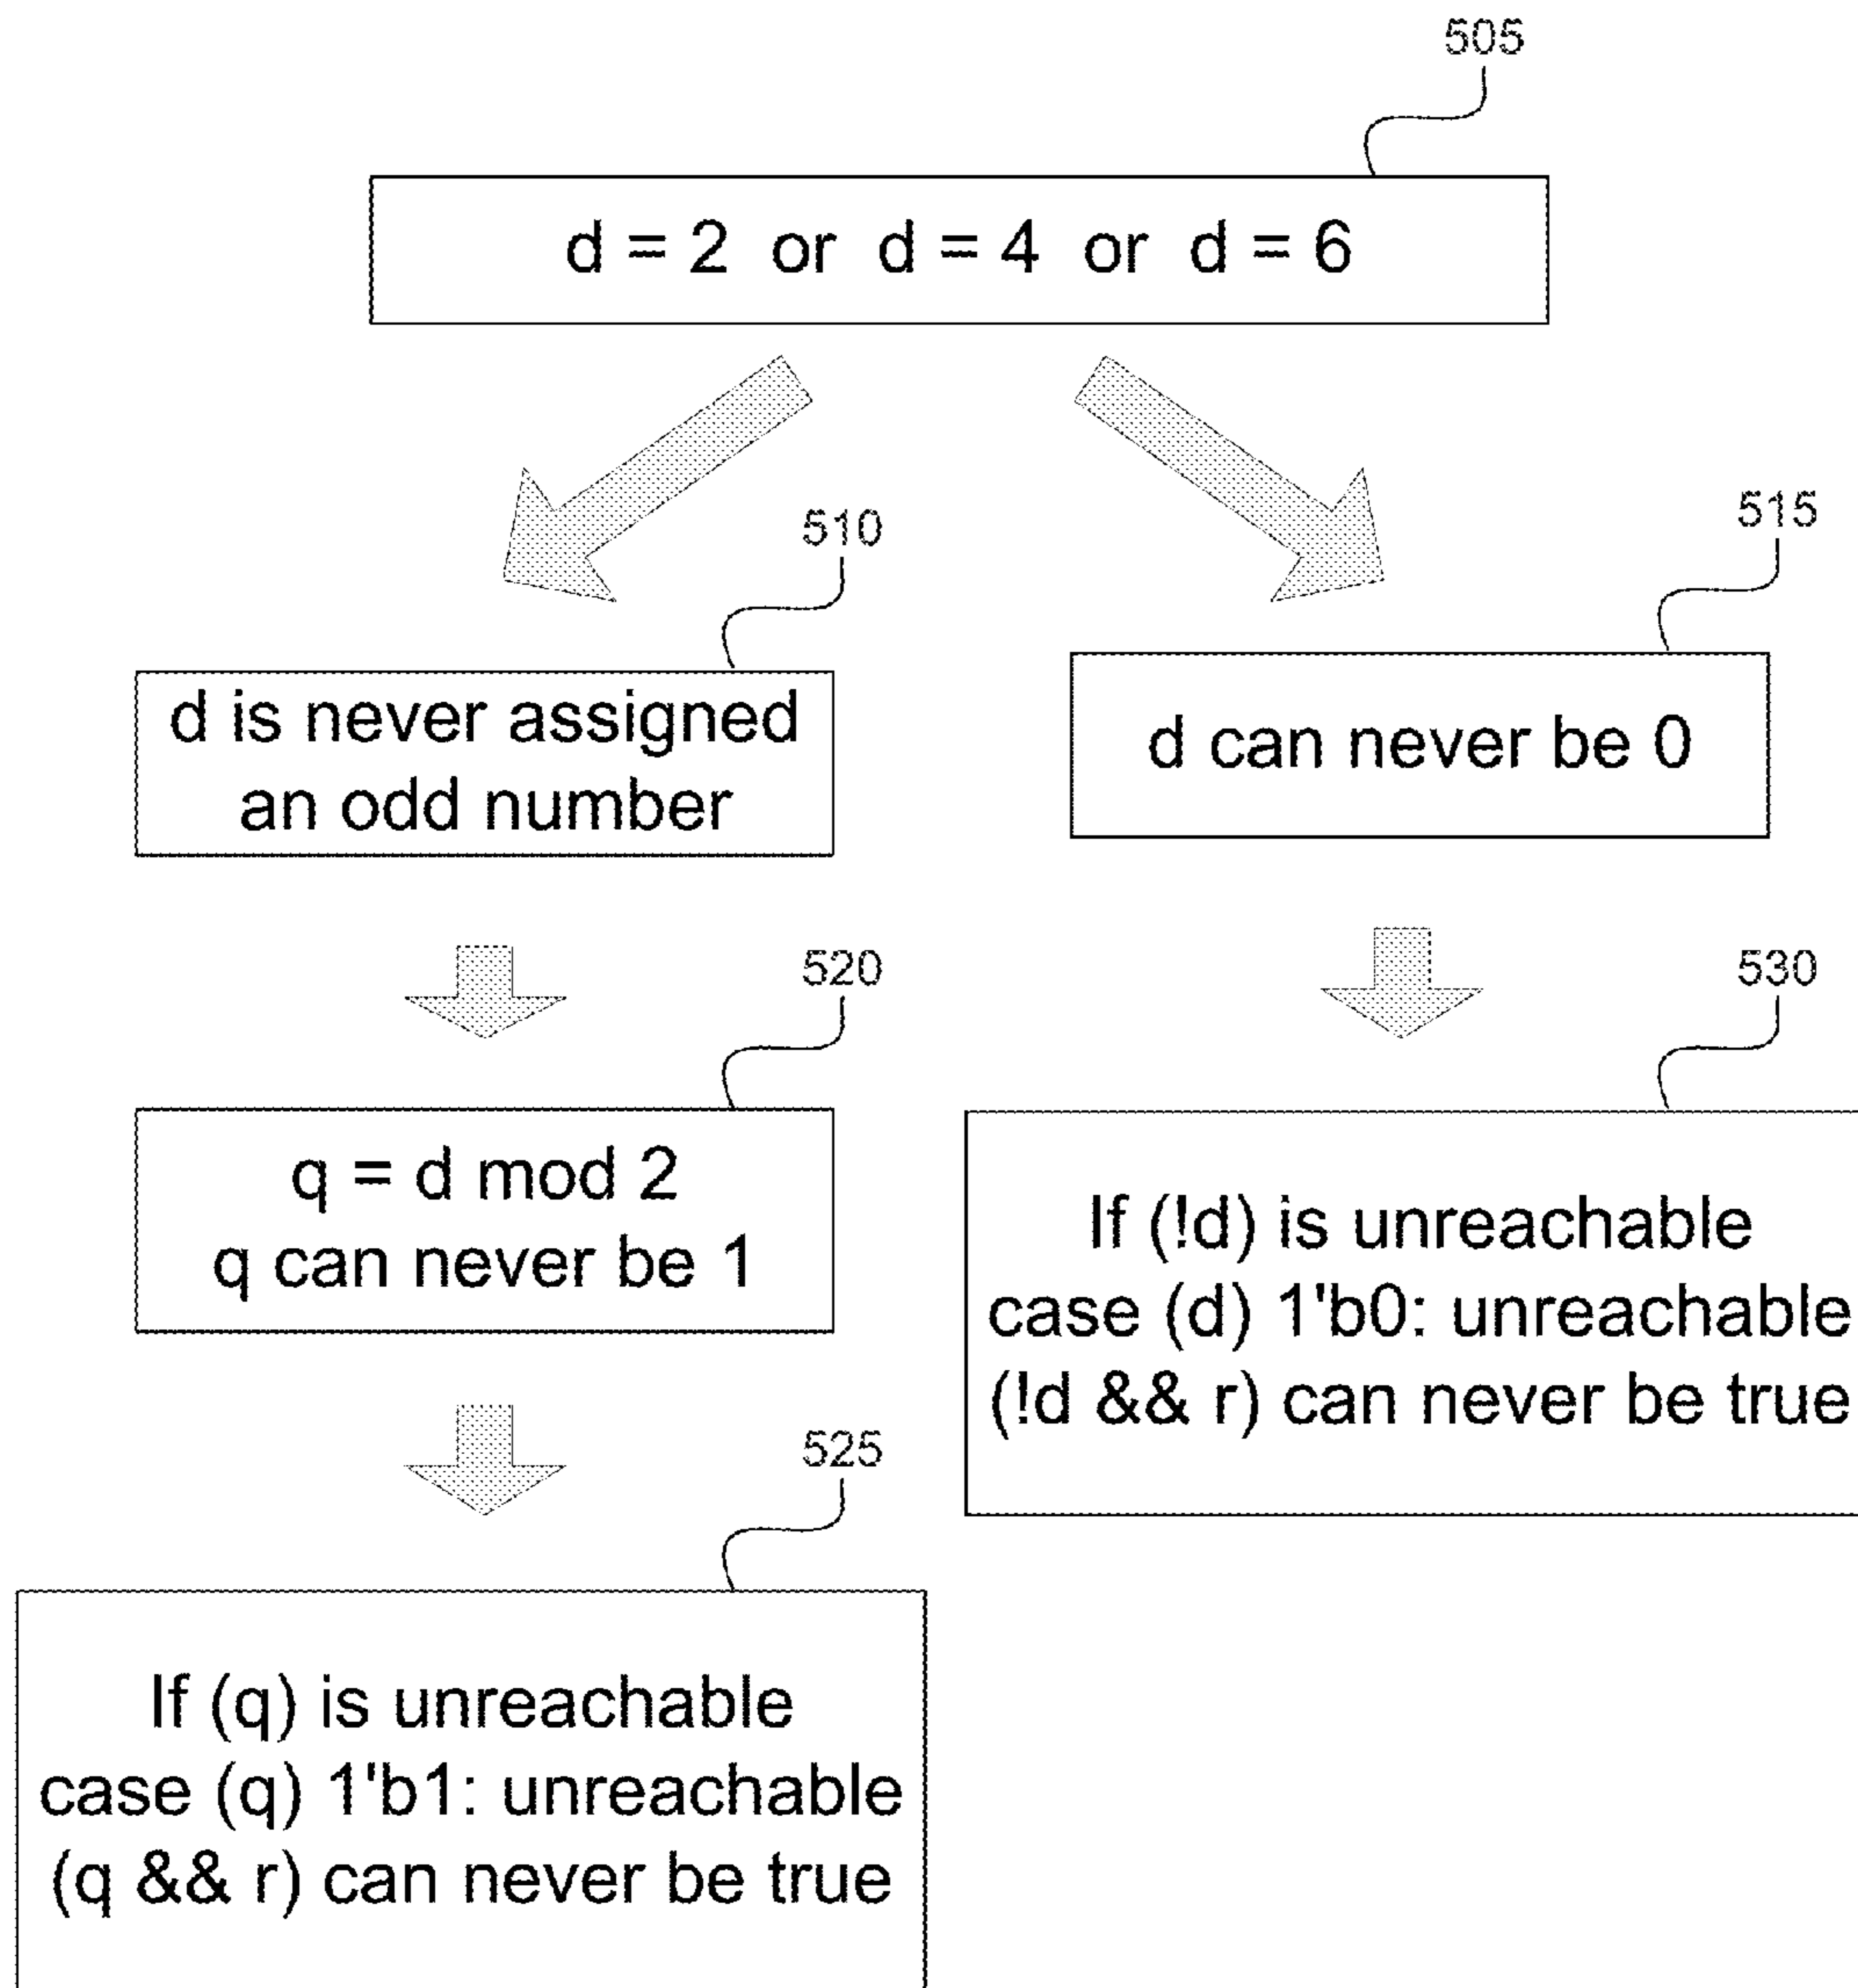 505
d = 2 or d = 4 or d = 6
510
d is never assigned
an odd number
515
d can never be 0
520
q = d mod 2
q can never be 1
530
If (!d) is unreachable
case (d) 1'b0: unreachable
(!d && r) can never be true
525
If (q) is unreachable
case (q) 1'b1: unreachable
(q && r) can never be true